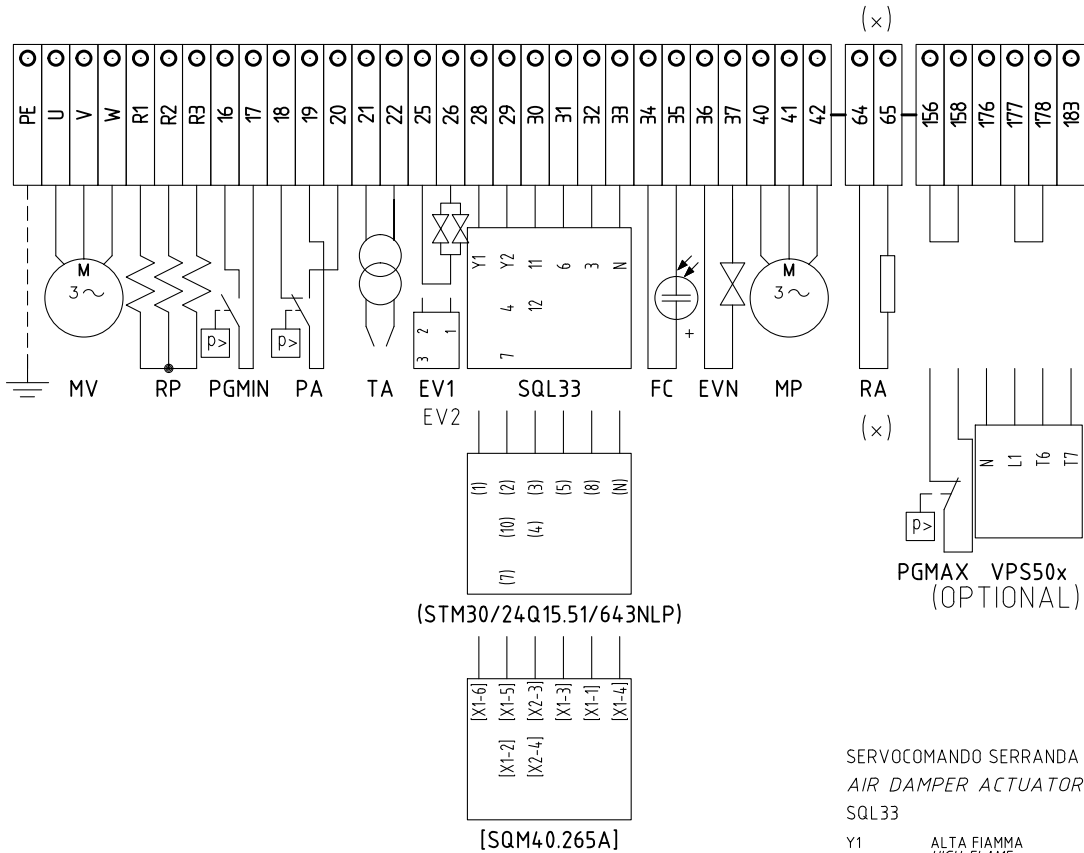 (x)
PE U V W R1 R2 R3 16 17 18 19 20 21 22 25 26 28 29 30 31 32 33 34 35 36 37 40 41 42 64 65 156 158 176 177 178 183
Y1 Y2 11 6 3 N
4 12
7
M
3~
M
3~
p>
p>
2 1
3
+
MV RP PGMIN PA TA EV1 SQL33 FC EVN MP RA
EV2
(x)
N L1 T6 T7
(1) (2) (3) (5) (8) (N)
(10) (4)
(7)
p>
PGMAX VPS50x
(OPTIONAL)
(STM30/24Q15.51/643NLP)
[X1-6] [X1-5] [X2-3] [X1-3] [X1-1] [X1-4]
[X1-2] [X2-4]
[SQM40.265A]
SERVOCOMANDO SERRANDA
AIR DAMPER ACTUATOR
SQL33
Y1 ALTA FIAMMA
HIGH FLAME